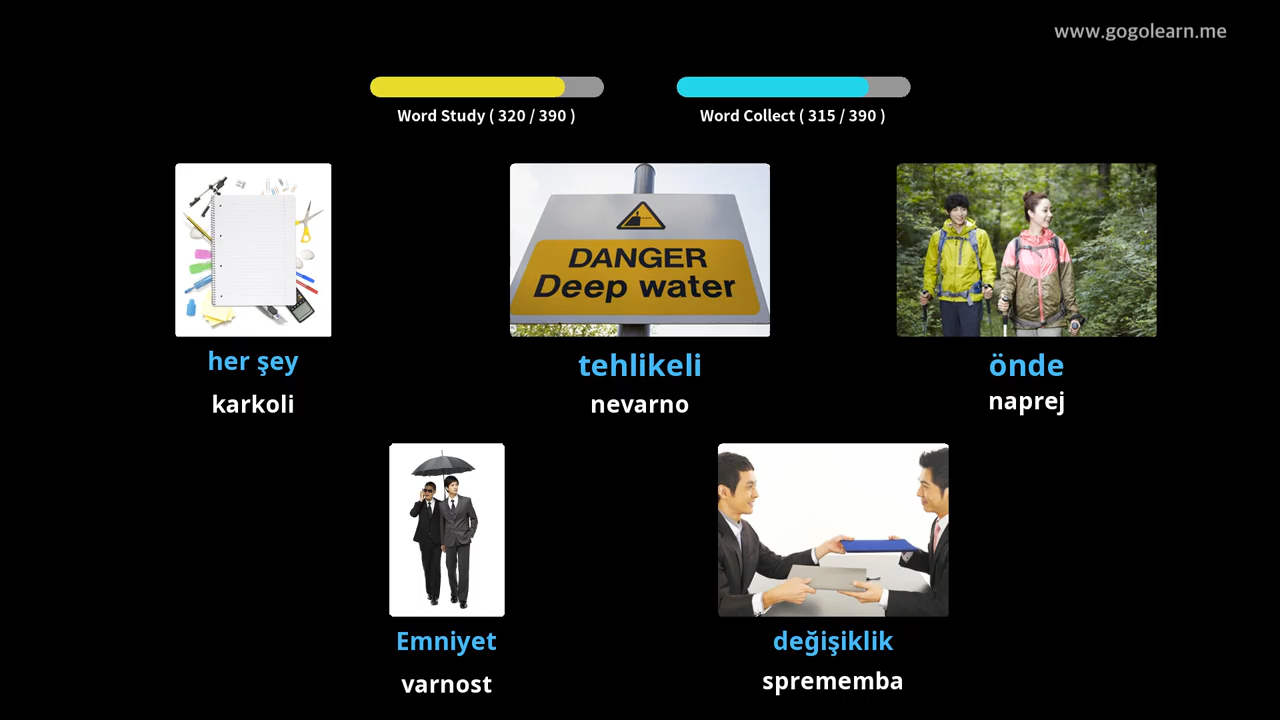 www.gogolearn.me
Word Study ( 320 / 390 )
Word Collect ( 315 / 390 )
DANGER
Deep water
her şey
karkoli
tehlikeli
nevarno
önde
naprej
Emniyet
varnost
değişiklik
sprememba